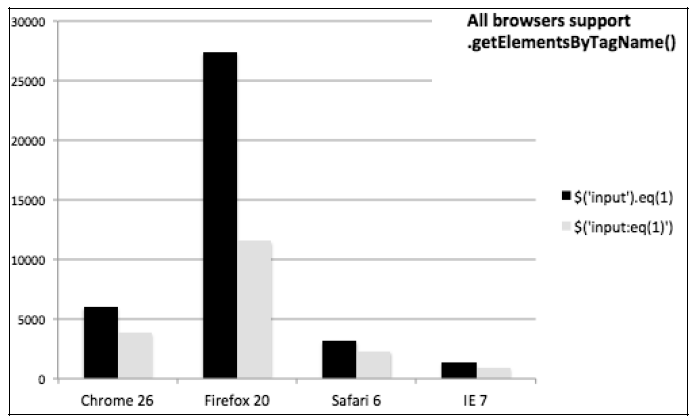 All browsers support
.getElementsByTagName()
30000
25000
20000
15000
10000
5000
0
Chrome 26
Firefox 20
Safari 6
IE 7
$('input').eq(1)
$('input:eq(1)')